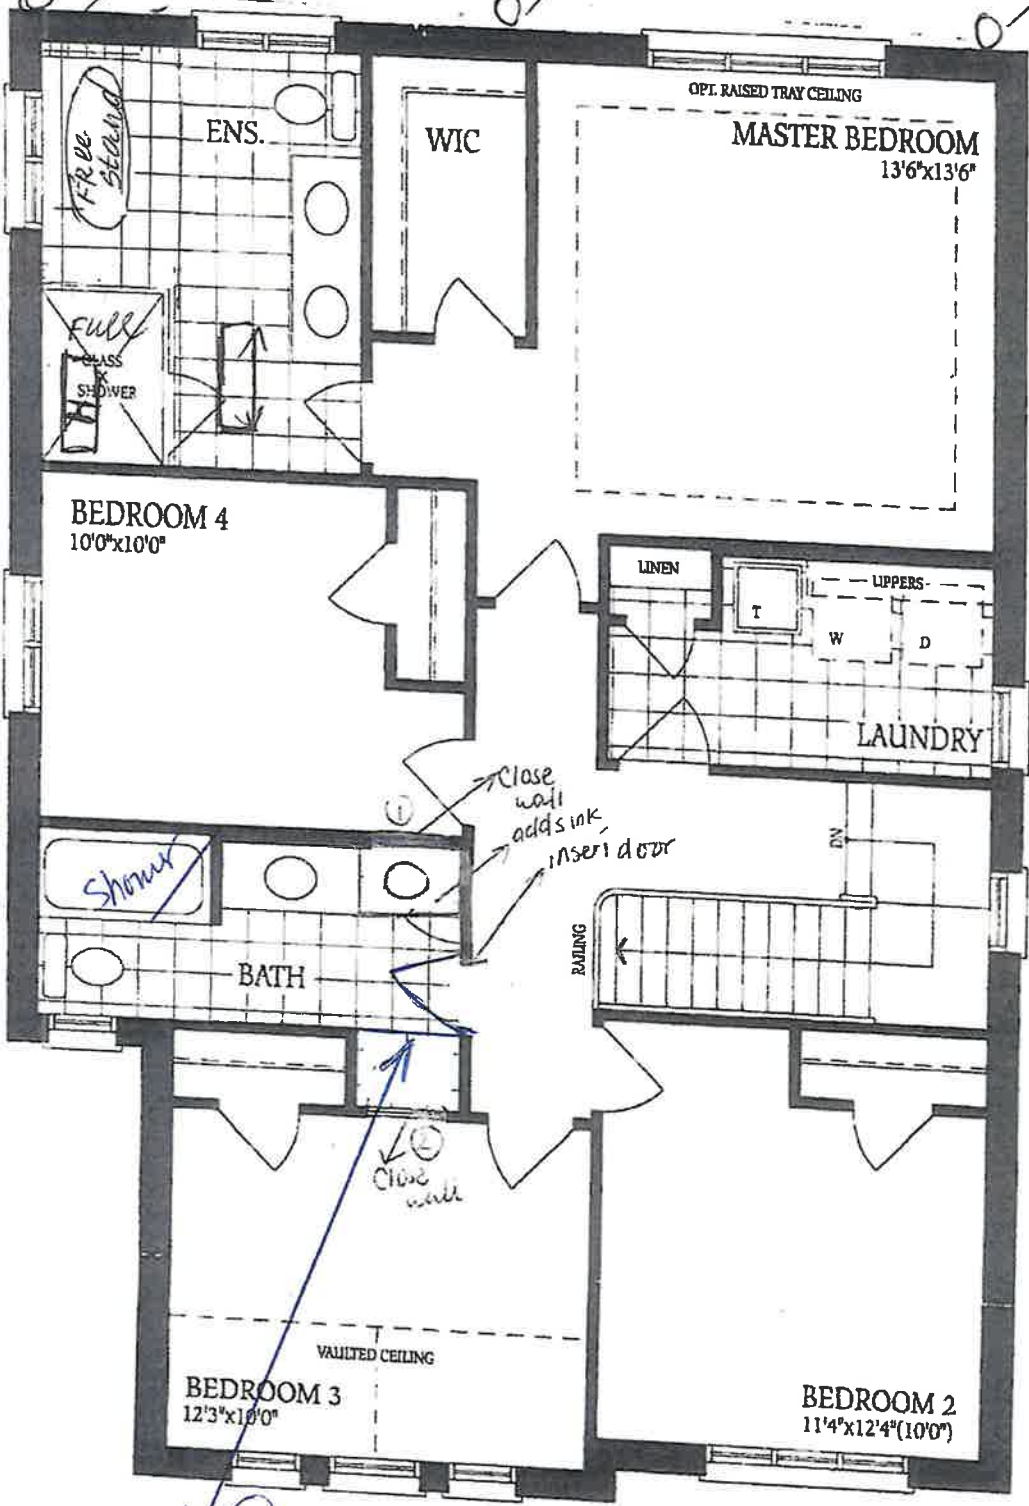 OPT. RAISED TRAY CEILING
ENS.
WIC
MASTER BEDROOM
13'6"x13'6"
FRee
Stand
Full
GLASS
SHOWER
H
BEDROOM 4
10'0"x10'0"
LINEN
UPPERS
T
W
D
LAUNDRY
①
Close
wall
add sink
insert door
DN
Shower
RAILING
BATH
②
Close
wall
VAULTED CEILING
BEDROOM 3
12'3"x10'0"
BEDROOM 2
11'4"x12'4"(10'0")